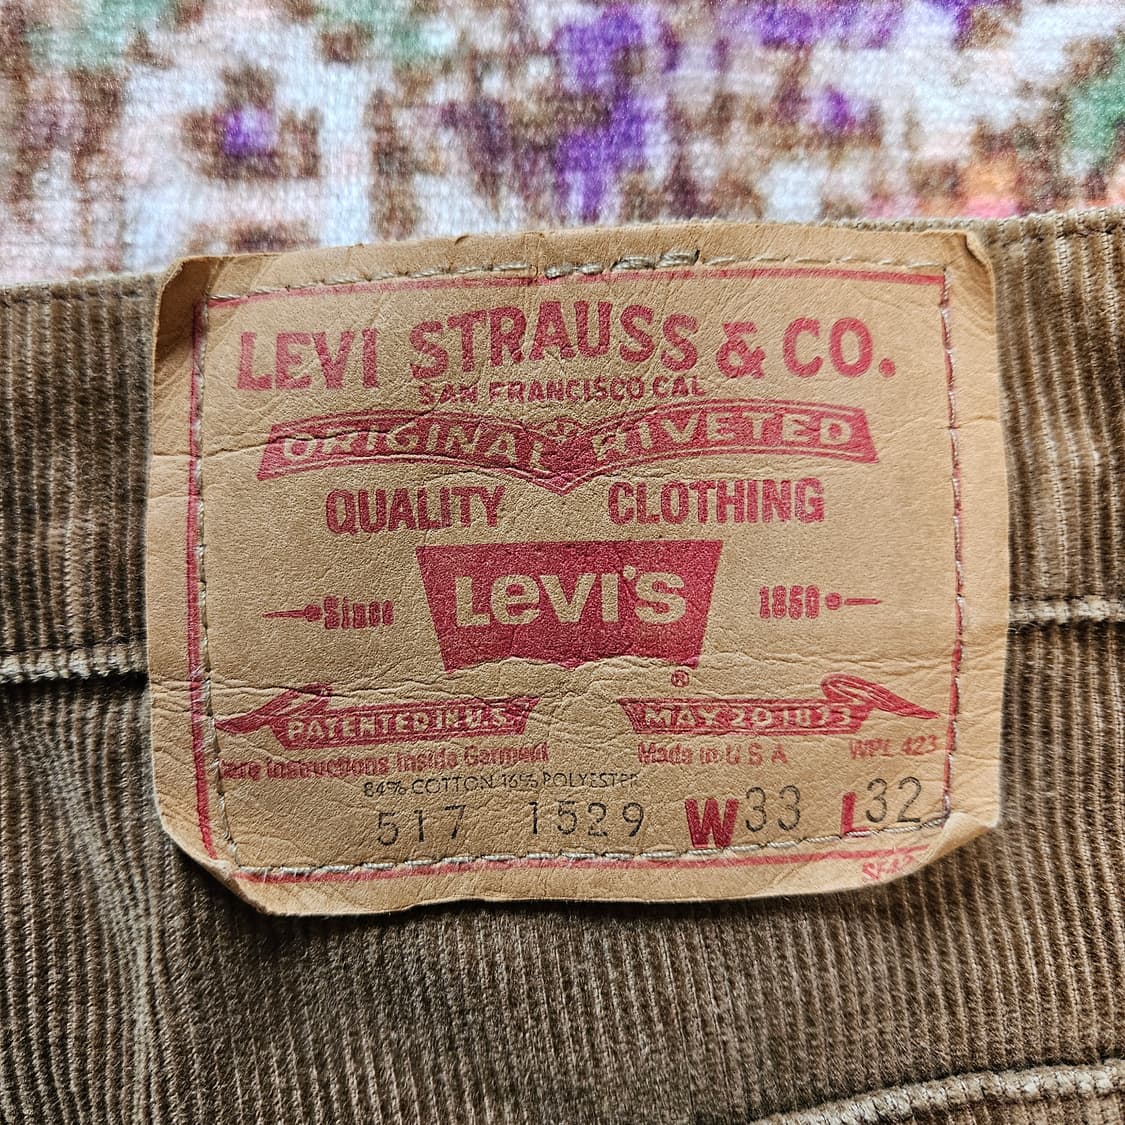 LEVI STRAUSS & CO.
SAN FRANCISCO CAL
ORIGINAL RIVETED
QUALITY CLOTHING
Since LEVI'S 1850
®
PATENTED IN U.S. MAY 20 1873
are instructions Inside Garment Made in U S A WPL 423
84% COTTON 16% POLYESTER
517 1529 W33 L32